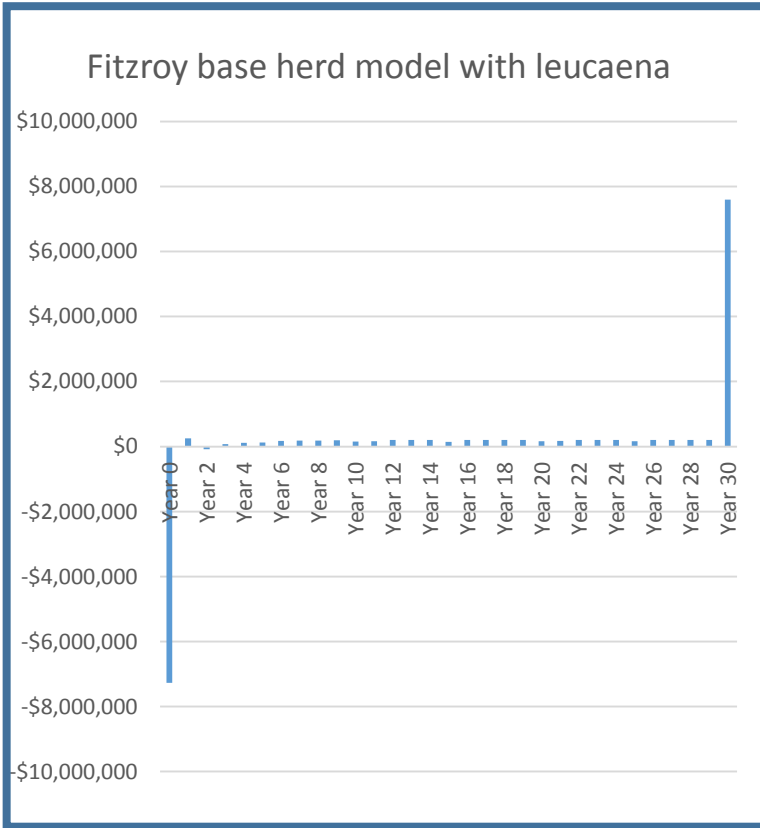 Fitzroy base herd model with leucaena
$10,000,000
$8,000,000
$6,000,000
$4,000,000
$2,000,000
$0
-$2,000,000
-$4,000,000
-$6,000,000
-$8,000,000
-$10,000,000
Year 0
Year 2
Year 4
Year 6
Year 8
Year 10
Year 12
Year 14
Year 16
Year 18
Year 20
Year 22
Year 24
Year 26
Year 28
Year 30